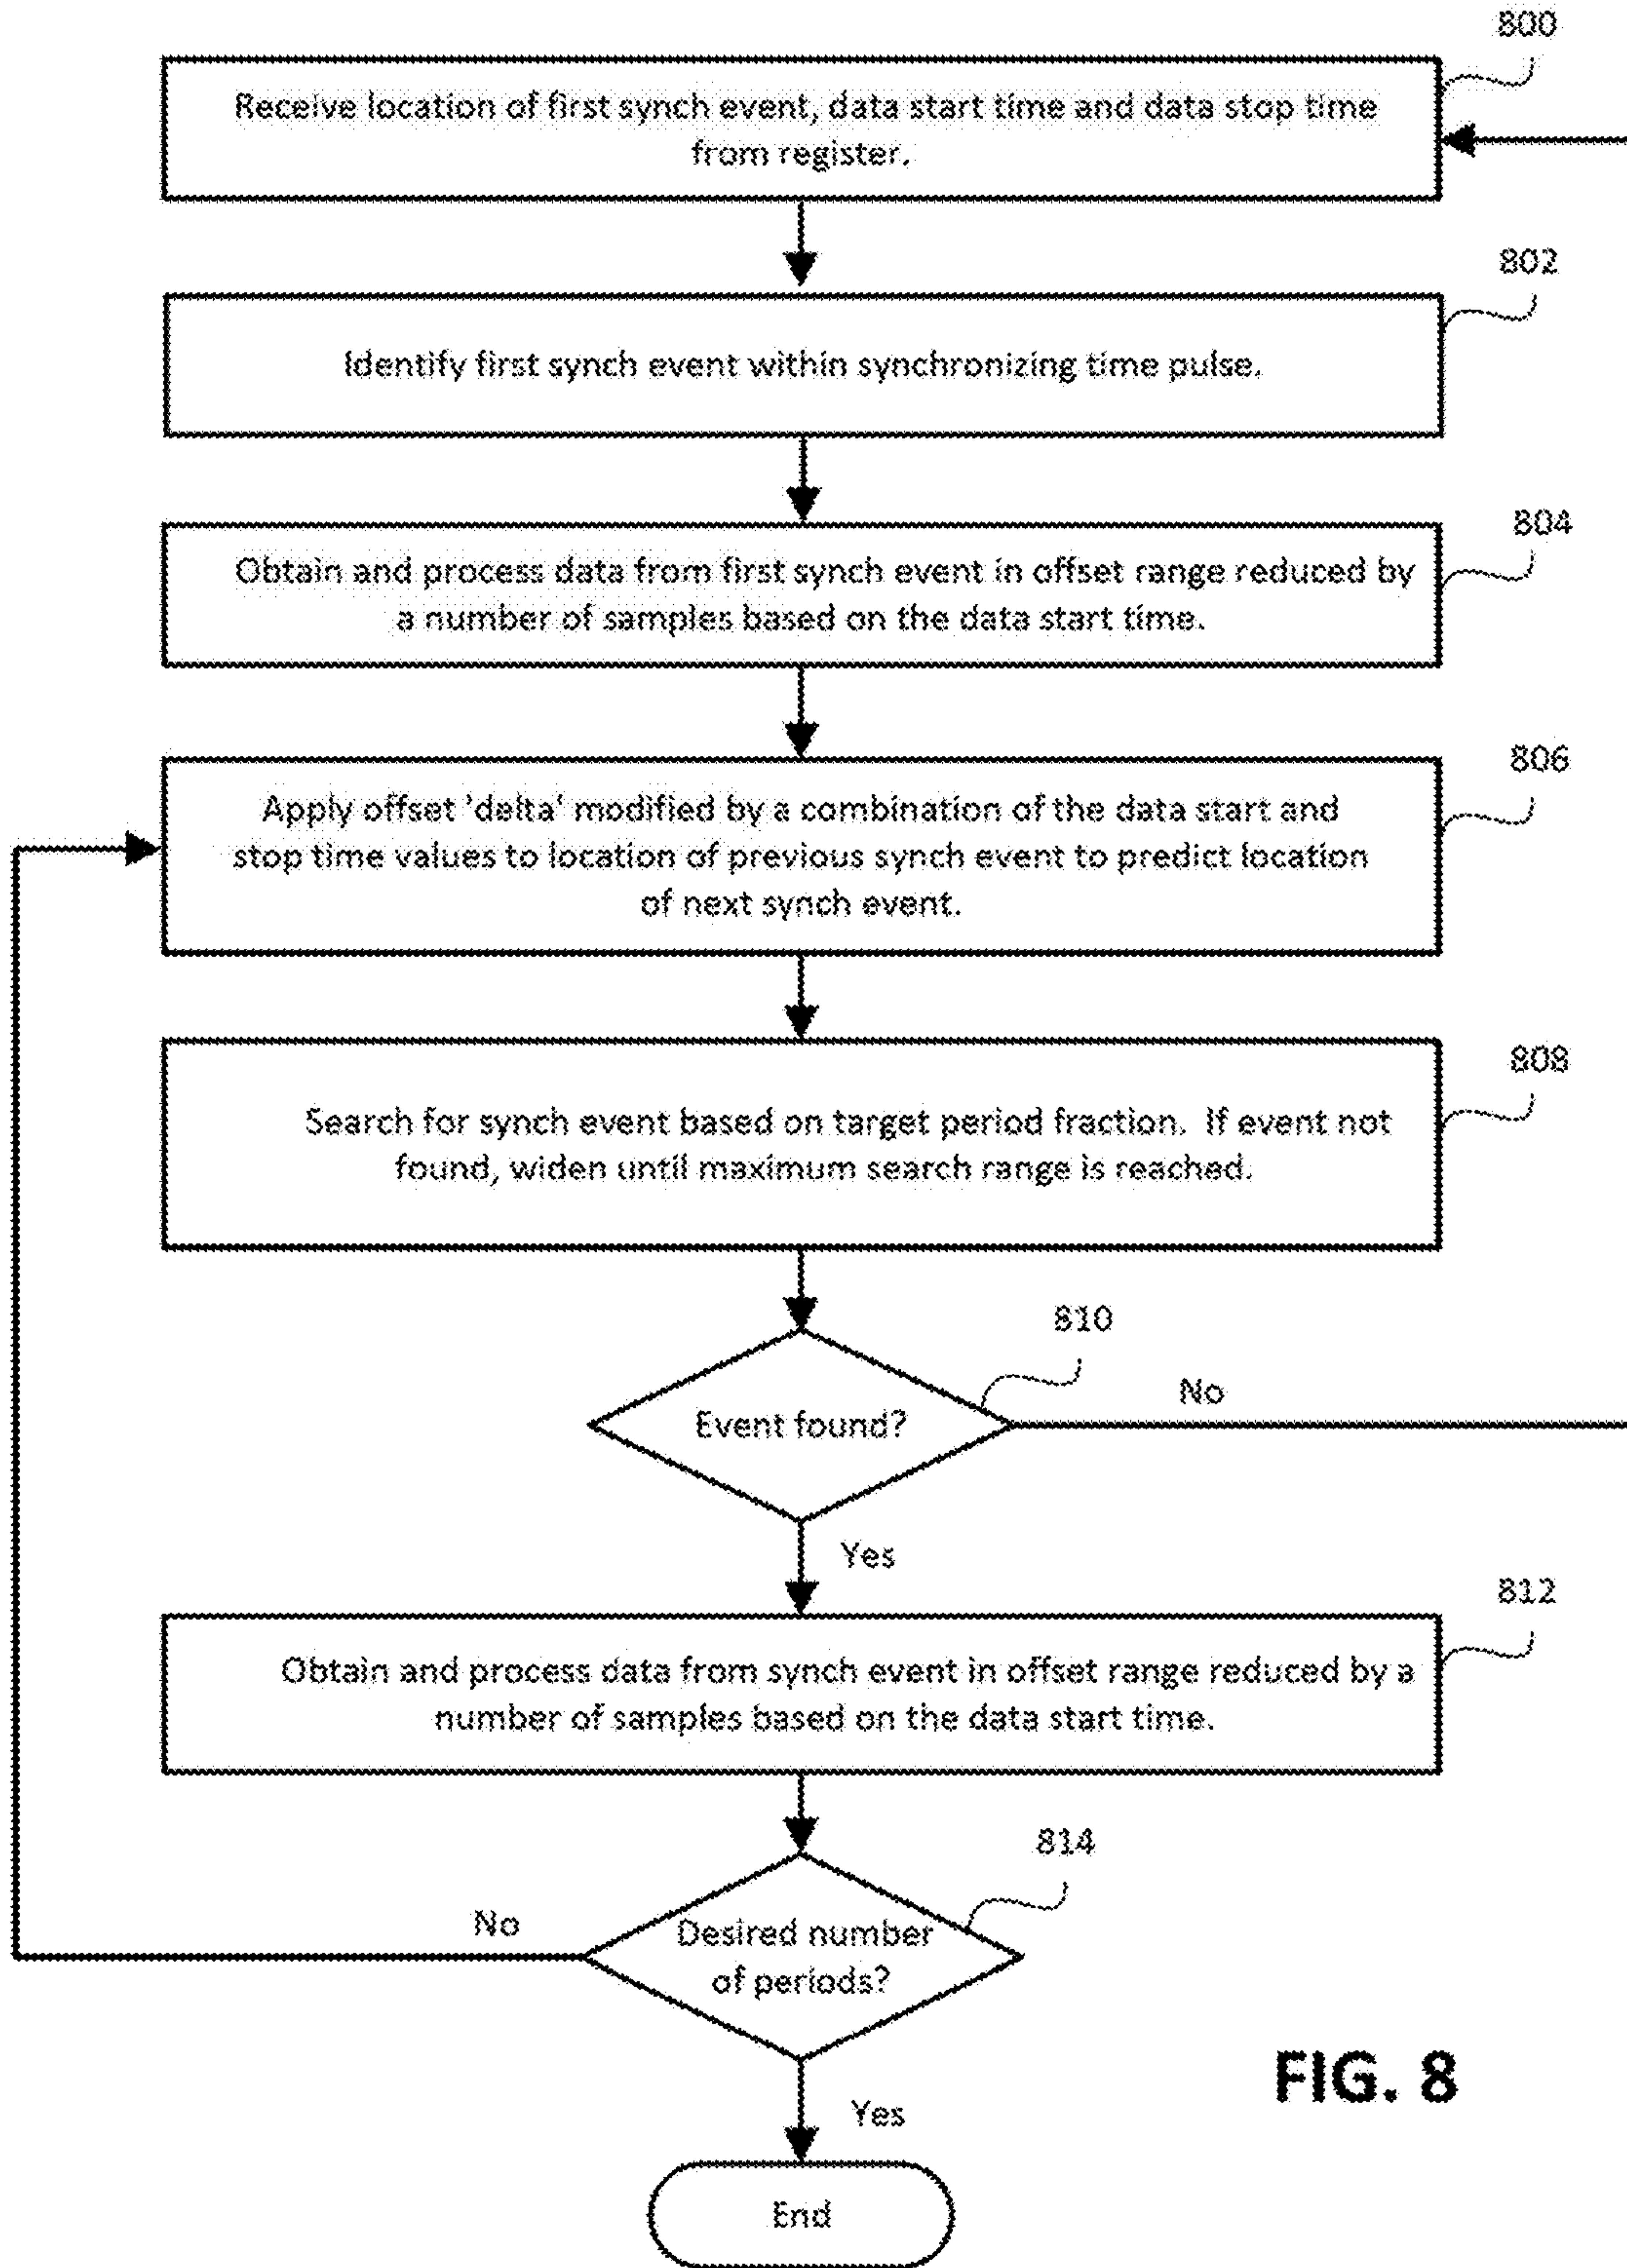 800
Receive location of first synch event, data start time and data stop time
from register.
802
Identify first synch event within synchronizing time pulse.
804
Obtain and process data from first synch event in offset range reduced by
a number of samples based on the data start time.
806
Apply offset 'delta' modified by a combination of the data start and
stop time values to location of previous synch event to predict location
of next synch event.
808
Search for synch event based on target period fraction. If event not
found, widen until maximum search range is reached.
810
No
Event found?
Yes
812
Obtain and process data from synch event in offset range reduced by a
number of samples based on the data start time.
814
No
Desired number
of periods?
FIG. 8
Yes
End